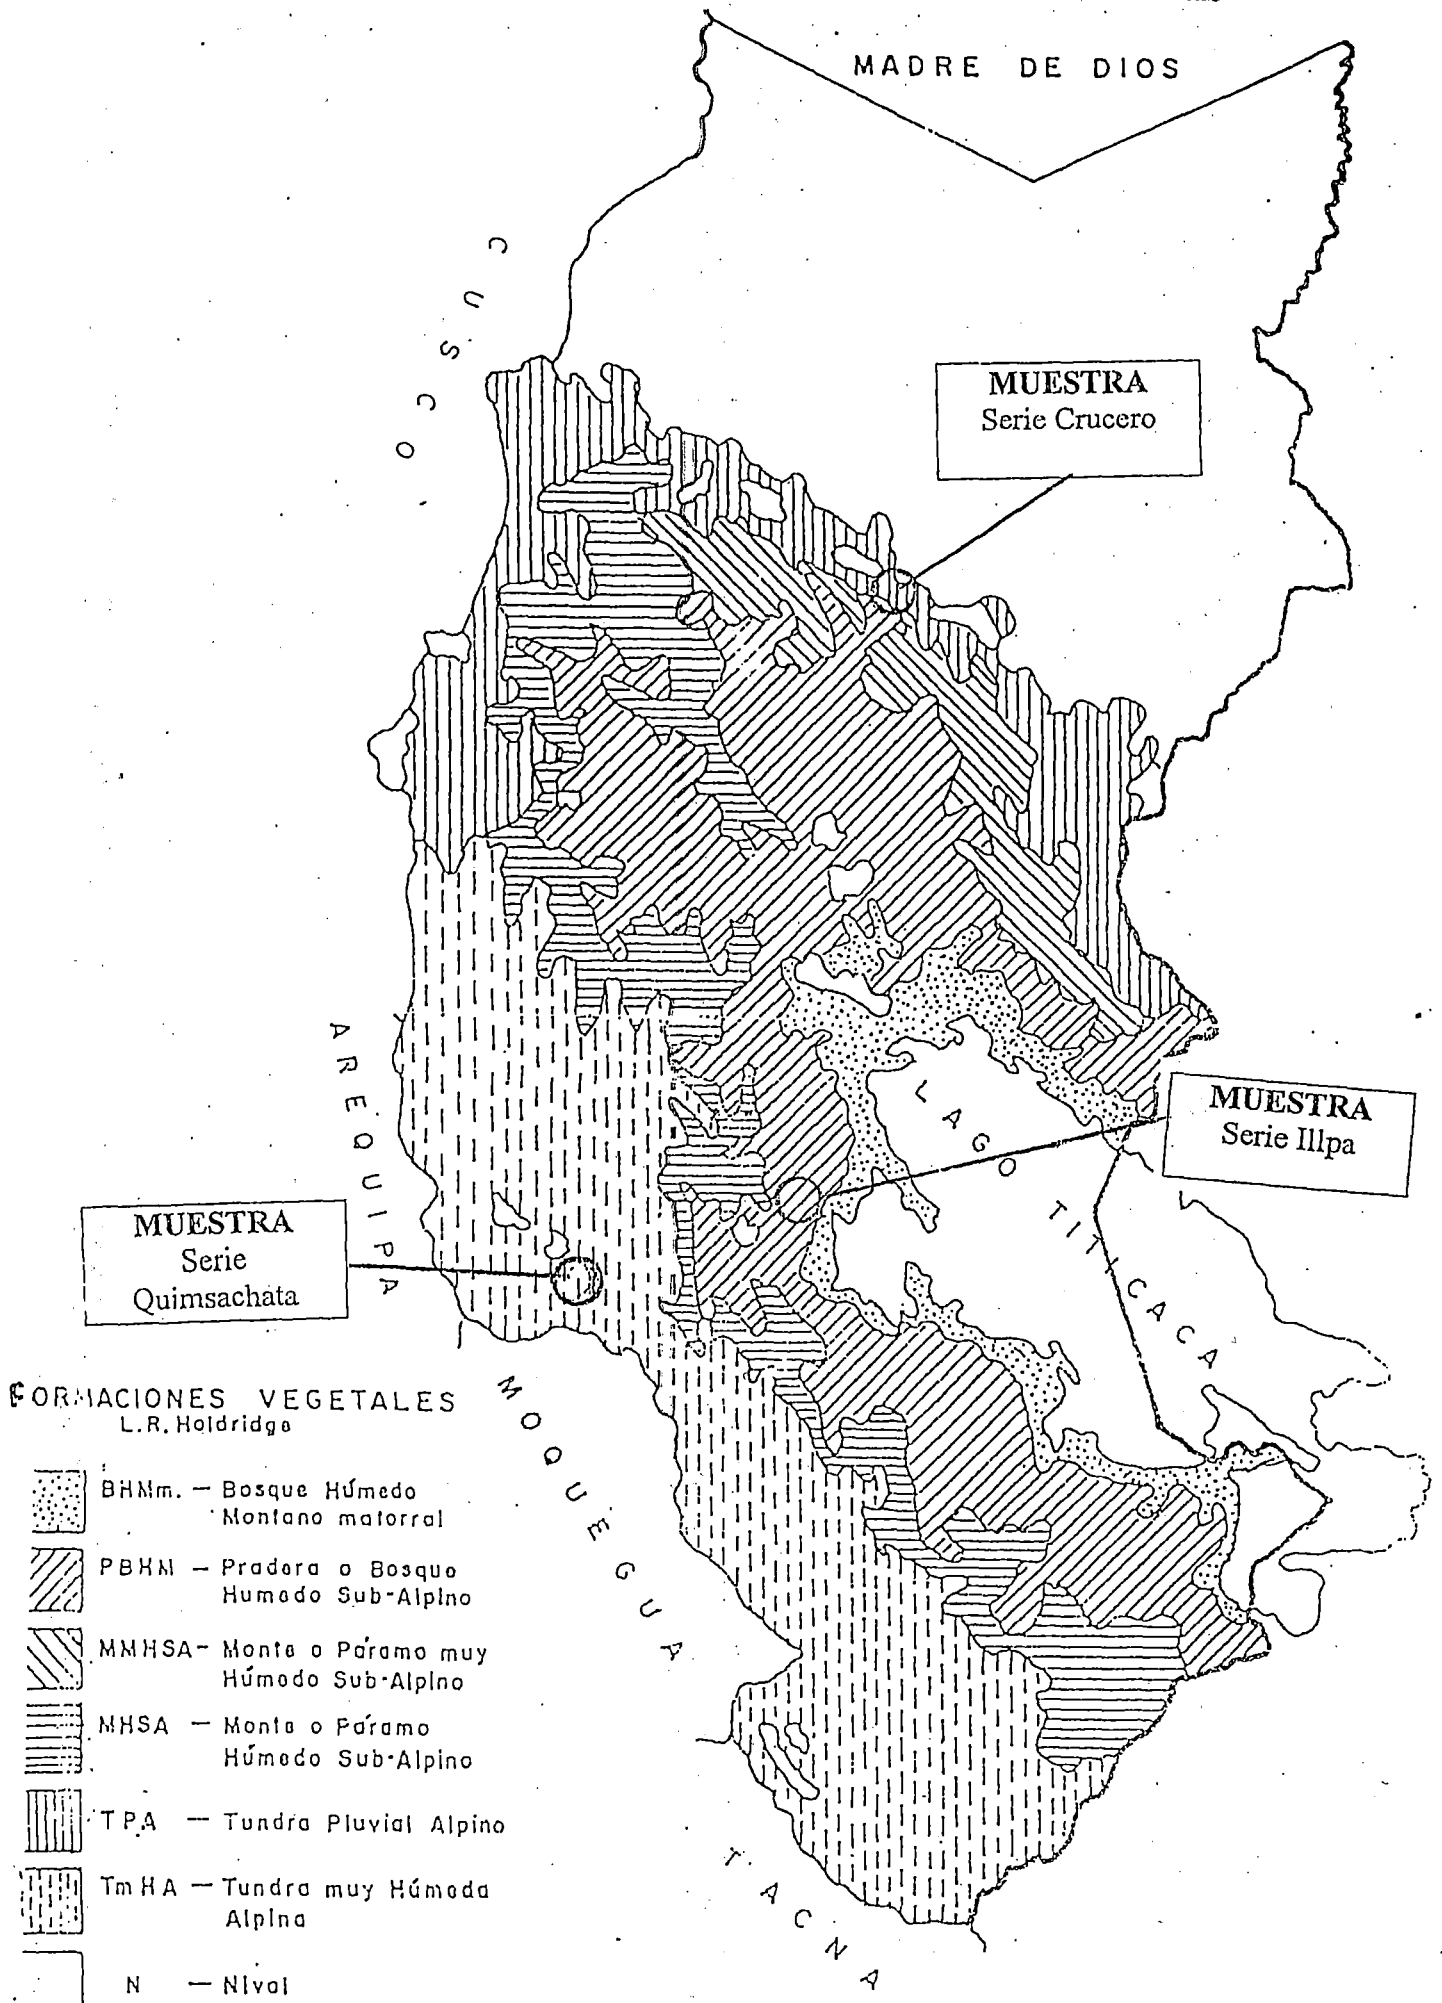 MADRE DE DIOS
CUSCO
MUESTRA
Serie Crucero
AREQUIPA
LAGO TITICACA
MUESTRA
Serie Illpa
MUESTRA
Serie
Quimsachata
MOQUEGUA
TACNA
FORMACIONES VEGETALES
L.R. Holdridge
BHMm. — Bosque Húmedo
Montano matorral
PBHM — Pradera o Bosque
Humedo Sub-Alpino
MMHSA — Monte o Páramo muy
Húmedo Sub-Alpino
MHSA — Monte o Páramo
Húmedo Sub-Alpino
TPA — Tundra Pluvial Alpino
TmHA — Tundra muy Húmeda
Alpina
N — Nival